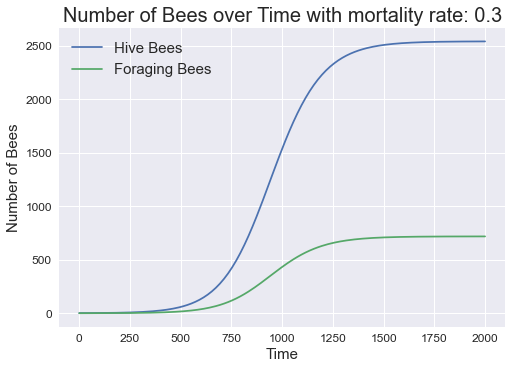 Number of Bees over Time with mortality rate: 0.3
Hive Bees
Foraging Bees
2500
2000
1500
1000
500
0
Number of Bees
0 250 500 750 1000 1250 1500 1750 2000
Time